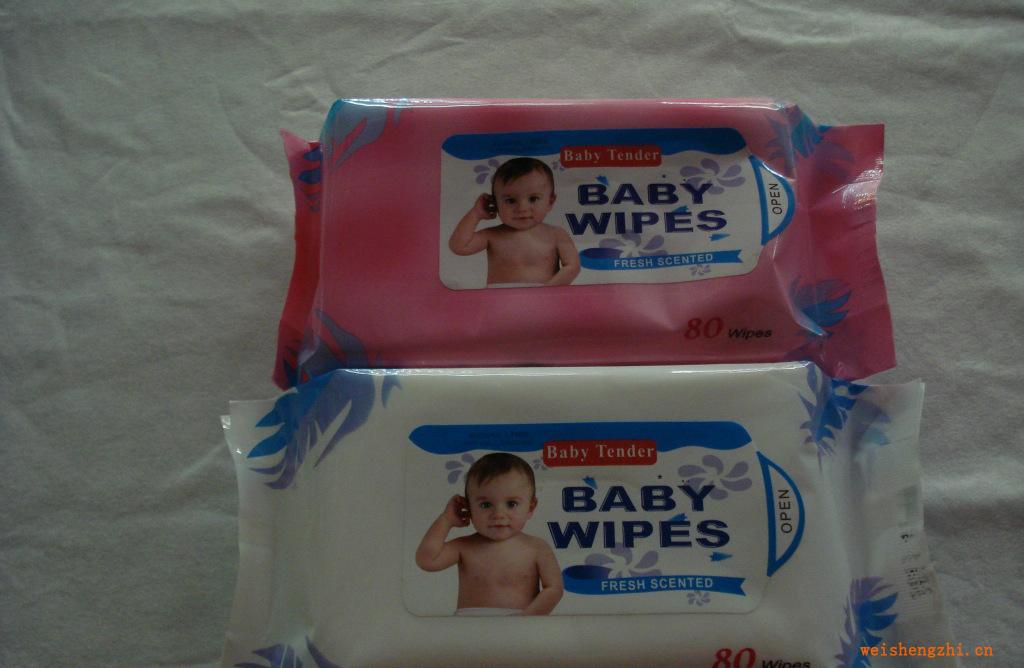 Baby Tender
BABY
WIPES
OPEN
FRESH SCENTED
80 Wipes
Baby Tender
BABY
WIPES
OPEN
FRESH SCENTED
80 Wipes
weishengzhi.cn